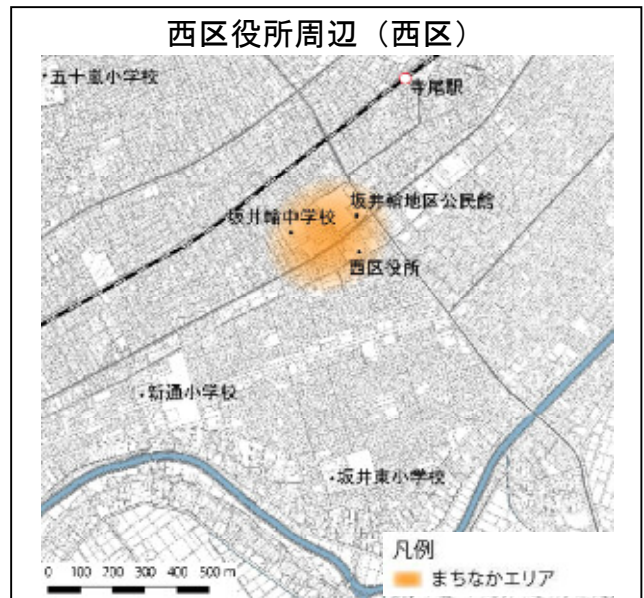 西区役所周辺（西区）
五十嵐小学校
寺尾駅
坂井輪地区公民館
坂井輪中学校
西区役所
新通小学校
坂井東小学校
凡例
まちなかエリア
0 100 200 300 400 500 m